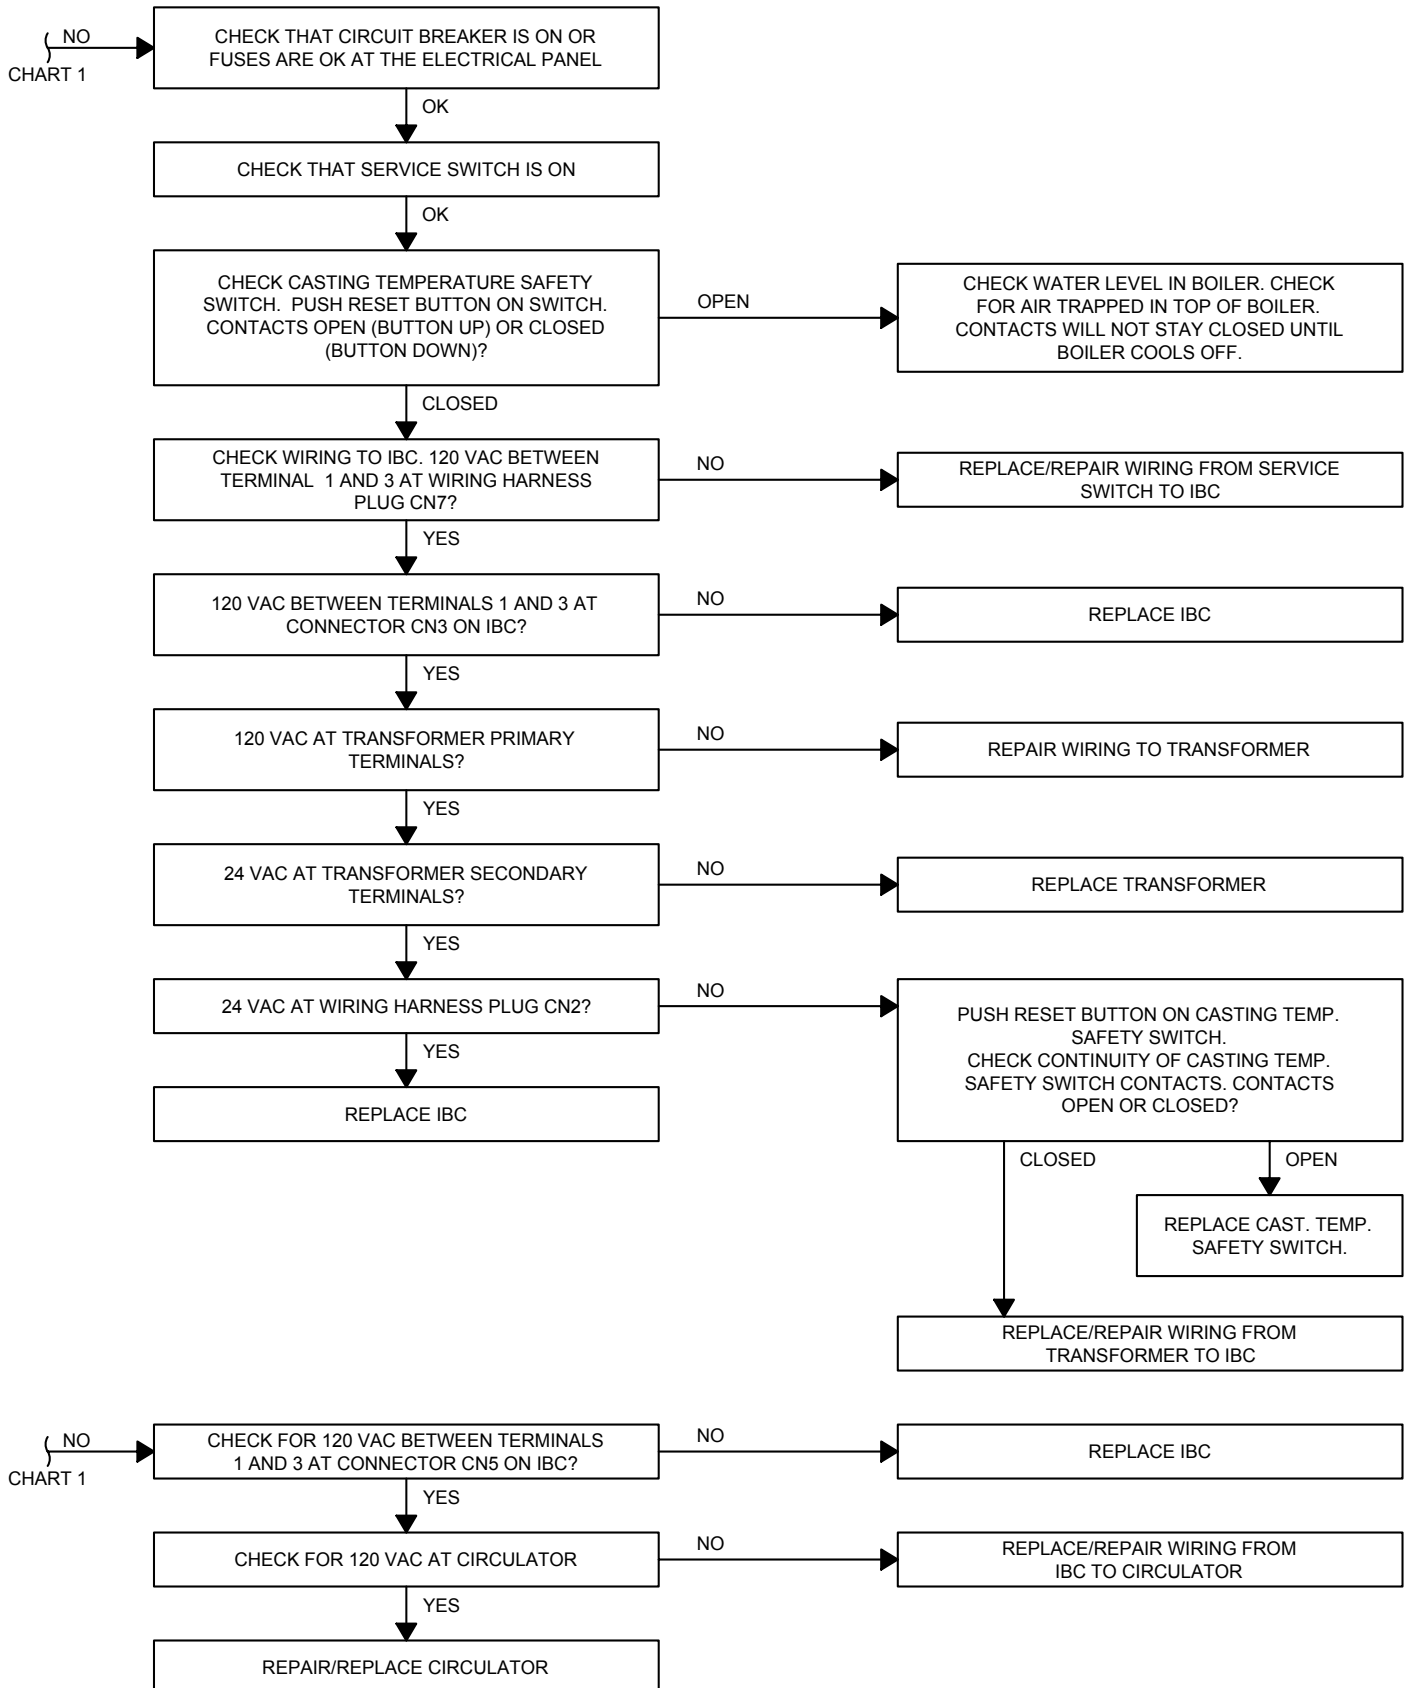 NO
CHART 1
CHECK THAT CIRCUIT BREAKER IS ON OR
FUSES ARE OK AT THE ELECTRICAL PANEL
OK
CHECK THAT SERVICE SWITCH IS ON
OK
CHECK CASTING TEMPERATURE SAFETY
SWITCH. PUSH RESET BUTTON ON SWITCH.
CONTACTS OPEN (BUTTON UP) OR CLOSED
(BUTTON DOWN)?
OPEN
CHECK WATER LEVEL IN BOILER. CHECK
FOR AIR TRAPPED IN TOP OF BOILER.
CONTACTS WILL NOT STAY CLOSED UNTIL
BOILER COOLS OFF.
CLOSED
CHECK WIRING TO IBC. 120 VAC BETWEEN
TERMINAL 1 AND 3 AT WIRING HARNESS
PLUG CN7?
NO
REPLACE/REPAIR WIRING FROM SERVICE
SWITCH TO IBC
YES
120 VAC BETWEEN TERMINALS 1 AND 3 AT
CONNECTOR CN3 ON IBC?
NO
REPLACE IBC
YES
120 VAC AT TRANSFORMER PRIMARY
TERMINALS?
NO
REPAIR WIRING TO TRANSFORMER
YES
24 VAC AT TRANSFORMER SECONDARY
TERMINALS?
NO
REPLACE TRANSFORMER
YES
24 VAC AT WIRING HARNESS PLUG CN2?
NO
PUSH RESET BUTTON ON CASTING TEMP.
SAFETY SWITCH.
CHECK CONTINUITY OF CASTING TEMP.
SAFETY SWITCH CONTACTS. CONTACTS
OPEN OR CLOSED?
YES
REPLACE IBC
CLOSED
OPEN
REPLACE CAST. TEMP.
SAFETY SWITCH.
REPLACE/REPAIR WIRING FROM
TRANSFORMER TO IBC
NO
CHART 1
CHECK FOR 120 VAC BETWEEN TERMINALS
1 AND 3 AT CONNECTOR CN5 ON IBC?
NO
REPLACE IBC
YES
CHECK FOR 120 VAC AT CIRCULATOR
NO
REPLACE/REPAIR WIRING FROM
IBC TO CIRCULATOR
YES
REPAIR/REPLACE CIRCULATOR